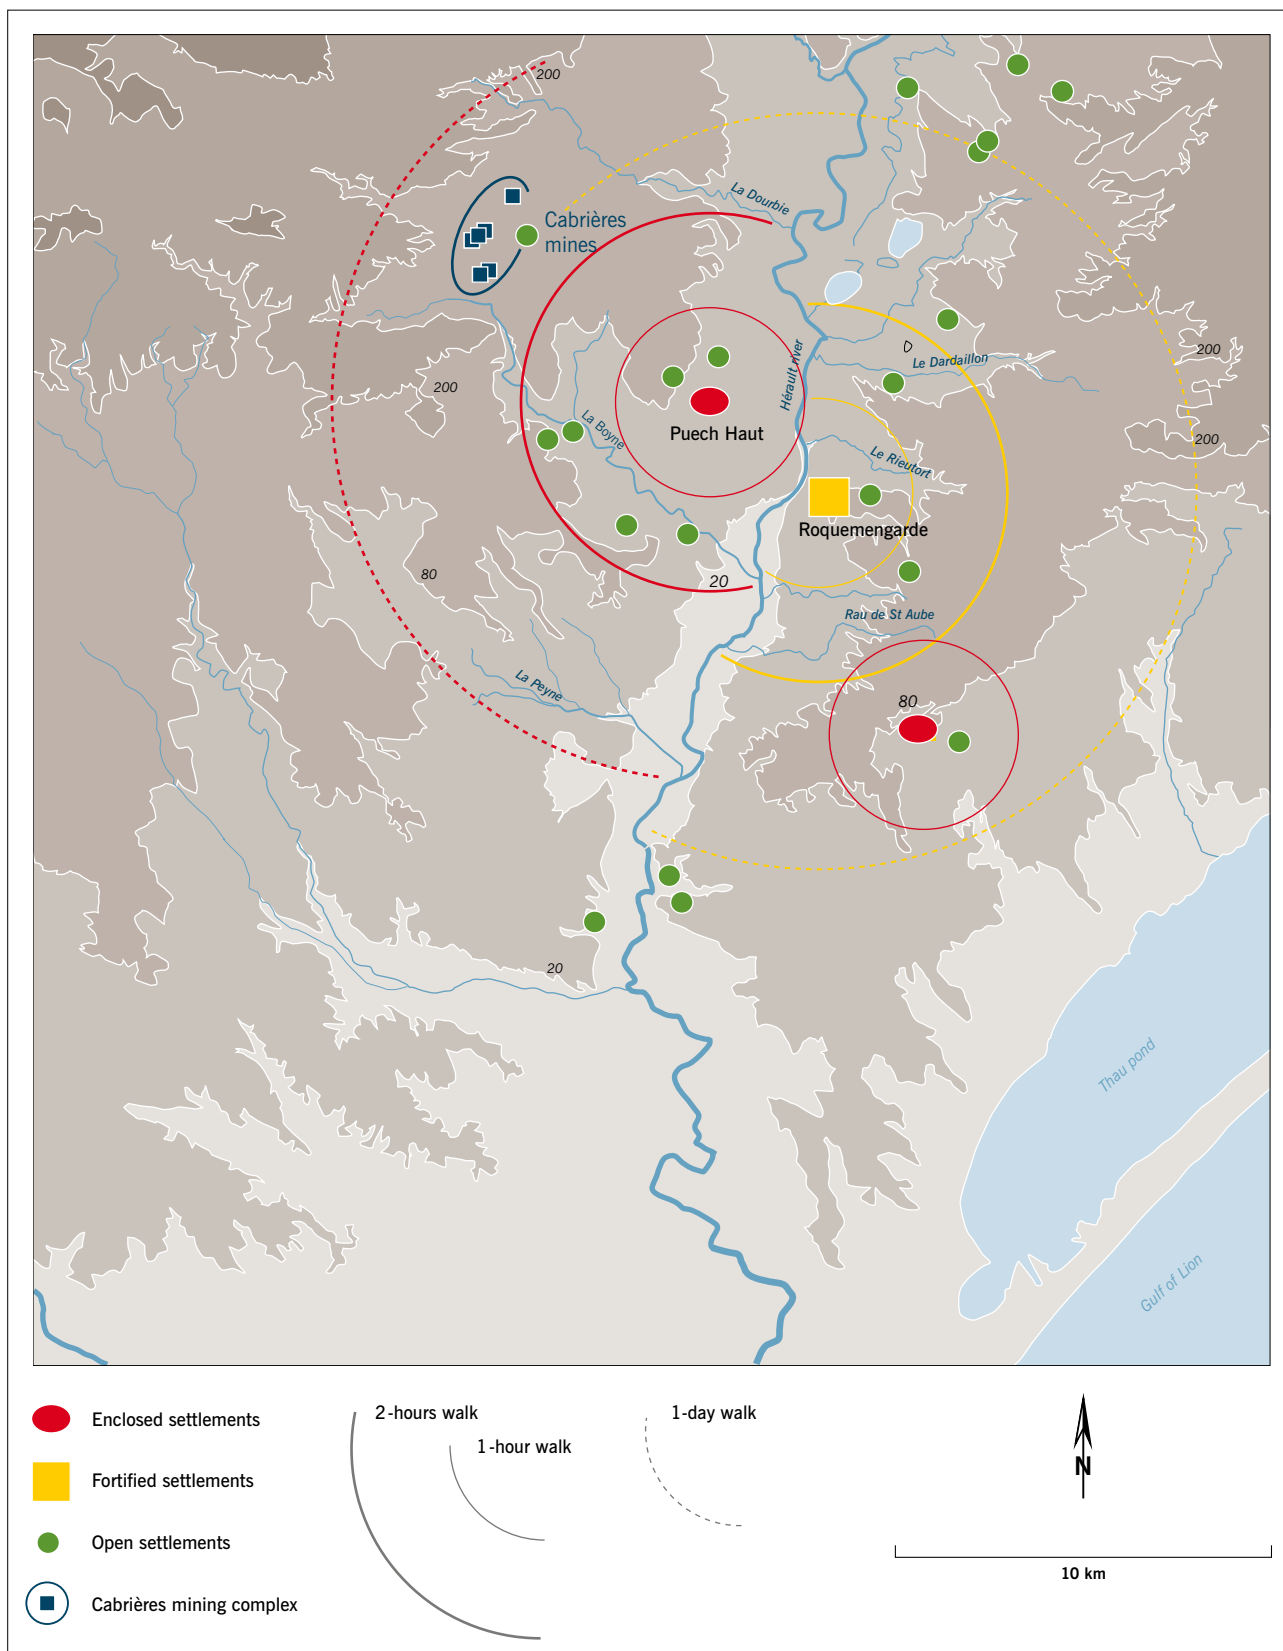 200
La Dourbie
Cabrières
mines
Hérault river
200
Le Dardaillon
200
La Boyne
Puech Haut
200
Le Rieutort
Roquemengarde
80
20
Rau de St Aube
La Peyne
80
20
Thau pond
Gulf of Lion
Enclosed settlements
2-hours walk
1-day walk
1-hour walk
N
Fortified settlements
Open settlements
10 km
Cabrières mining complex